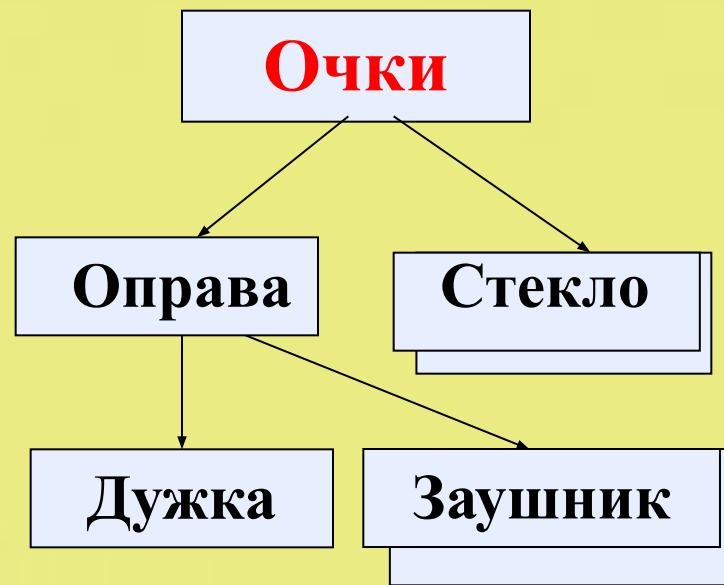 Очки
Оправа
Стекло
Дужка
Заушник